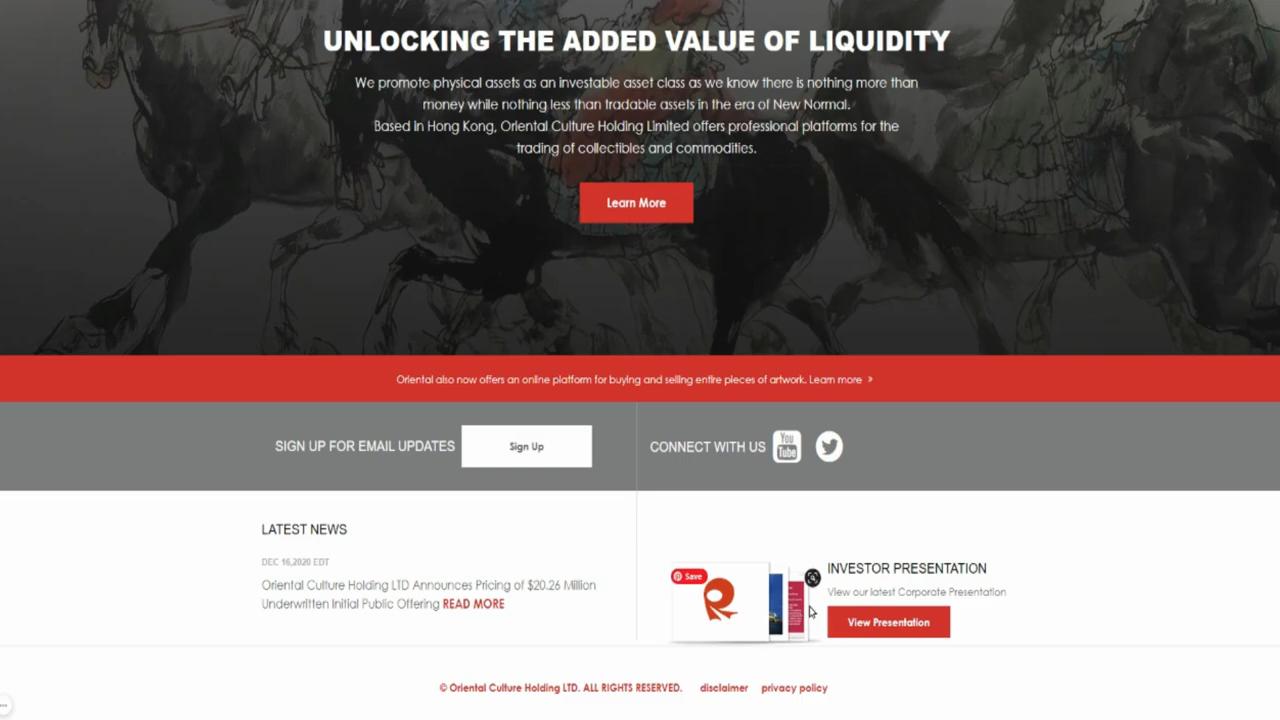 UNLOCKING THE ADDED VALUE OF LIQUIDITY
We promote physical assets as an investable asset class as we know there is nothing more than
money while nothing less than tradable assets in the era of New Normal.
Based in Hong Kong, Oriental Culture Holding Limited offers professional platforms for the
trading of collectibles and commodities.
Learn More
Oriental also now offers an online platform for buying and selling entire pieces of artwork. Learn more »
SIGN UP FOR EMAIL UPDATES
Sign Up
CONNECT WITH US
You
Tube
LATEST NEWS
DEC 16,2020 EDT
Oriental Culture Holding LTD Announces Pricing of $20.26 Million
Underwritten Initial Public Offering READ MORE
Save
INVESTOR PRESENTATION
View our latest Corporate Presentation
View Presentation
© Oriental Culture Holding LTD. ALL RIGHTS RESERVED. disclaimer privacy policy